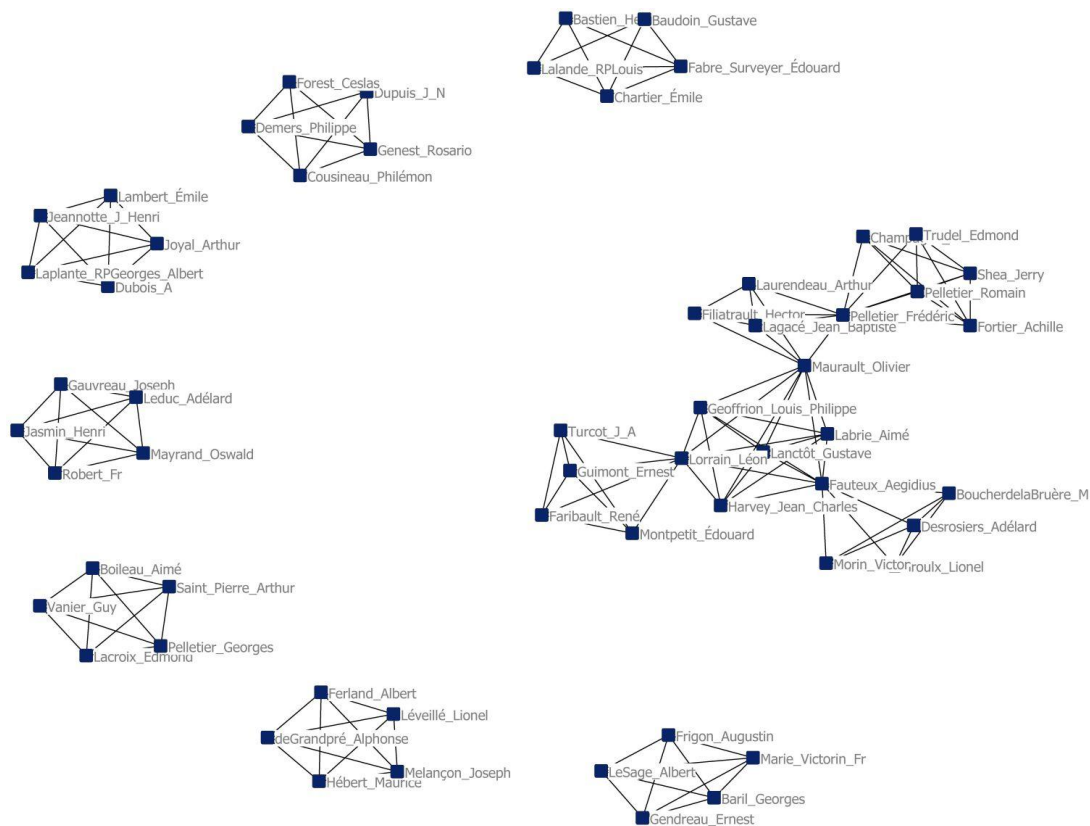 Bastien_He
Baudoin_Gustave
Lalande_RPLouis
Fabre_Surveyer_Édouard
Chartier_Émile
Forest_Ceslas
Dupuis_J_N
Demers_Philippe
Genest_Rosario
Cousineau_Philémon
Lambert_Émile
Jeannotte_J_Henri
Joyal_Arthur
Laplante_RPGeorges_Albert
Dubois_A
Trudel_Edmond
Shea_Jerry
Laurendeau_Arthur
Pelletier_Romain
Filiatrault_Hector
Pelletier_Frédéric
Lagacé_Jean_Baptiste
Fortier_Achille
Maurault_Olivier
Gauvreau_Joseph
Leduc_Adélard
Jasmin_Henri
Mayrand_Oswald
Robert_Fr
Geoffrion_Louis_Philippe
Turcot_J_A
Labrie_Aimé
Lanctôt_Gustave
Lorrain_Léon
Guimont_Ernest
Fauteux_Aegidius
BoucherdelaBruère_M
Harvey_Jean_Charles
Faribault_René
Desrosiers_Adélard
Montpetit_Édouard
Morin_Victor
roulx_Lionel
Boileau_Aimé
Saint_Pierre_Arthur
Vanier_Guy
Pelletier_Georges
Lacroix_Edmond
Ferland_Albert
Léveillé_Lionel
deGrandpré_Alphonse
Melançon_Joseph
Hébert_Maurice
Frigon_Augustin
Marie_Victorin_Fr
LeSage_Albert
Baril_Georges
Gendreau_Ernest